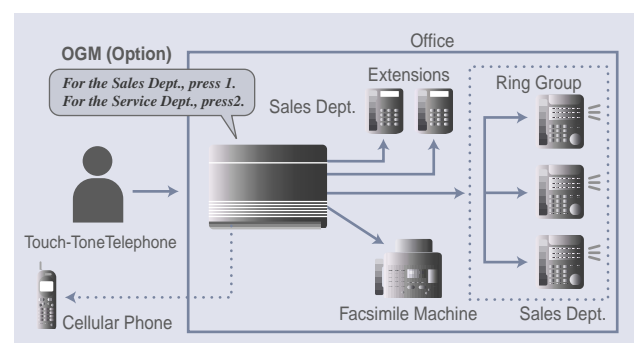 OGM (Option)
Office
For the Sales Dept., press 1.
For the Service Dept., press2.
Extensions
Ring Group
Sales Dept.
Touch-ToneTelephone
Cellular Phone
Facsimile Machine
Sales Dept.